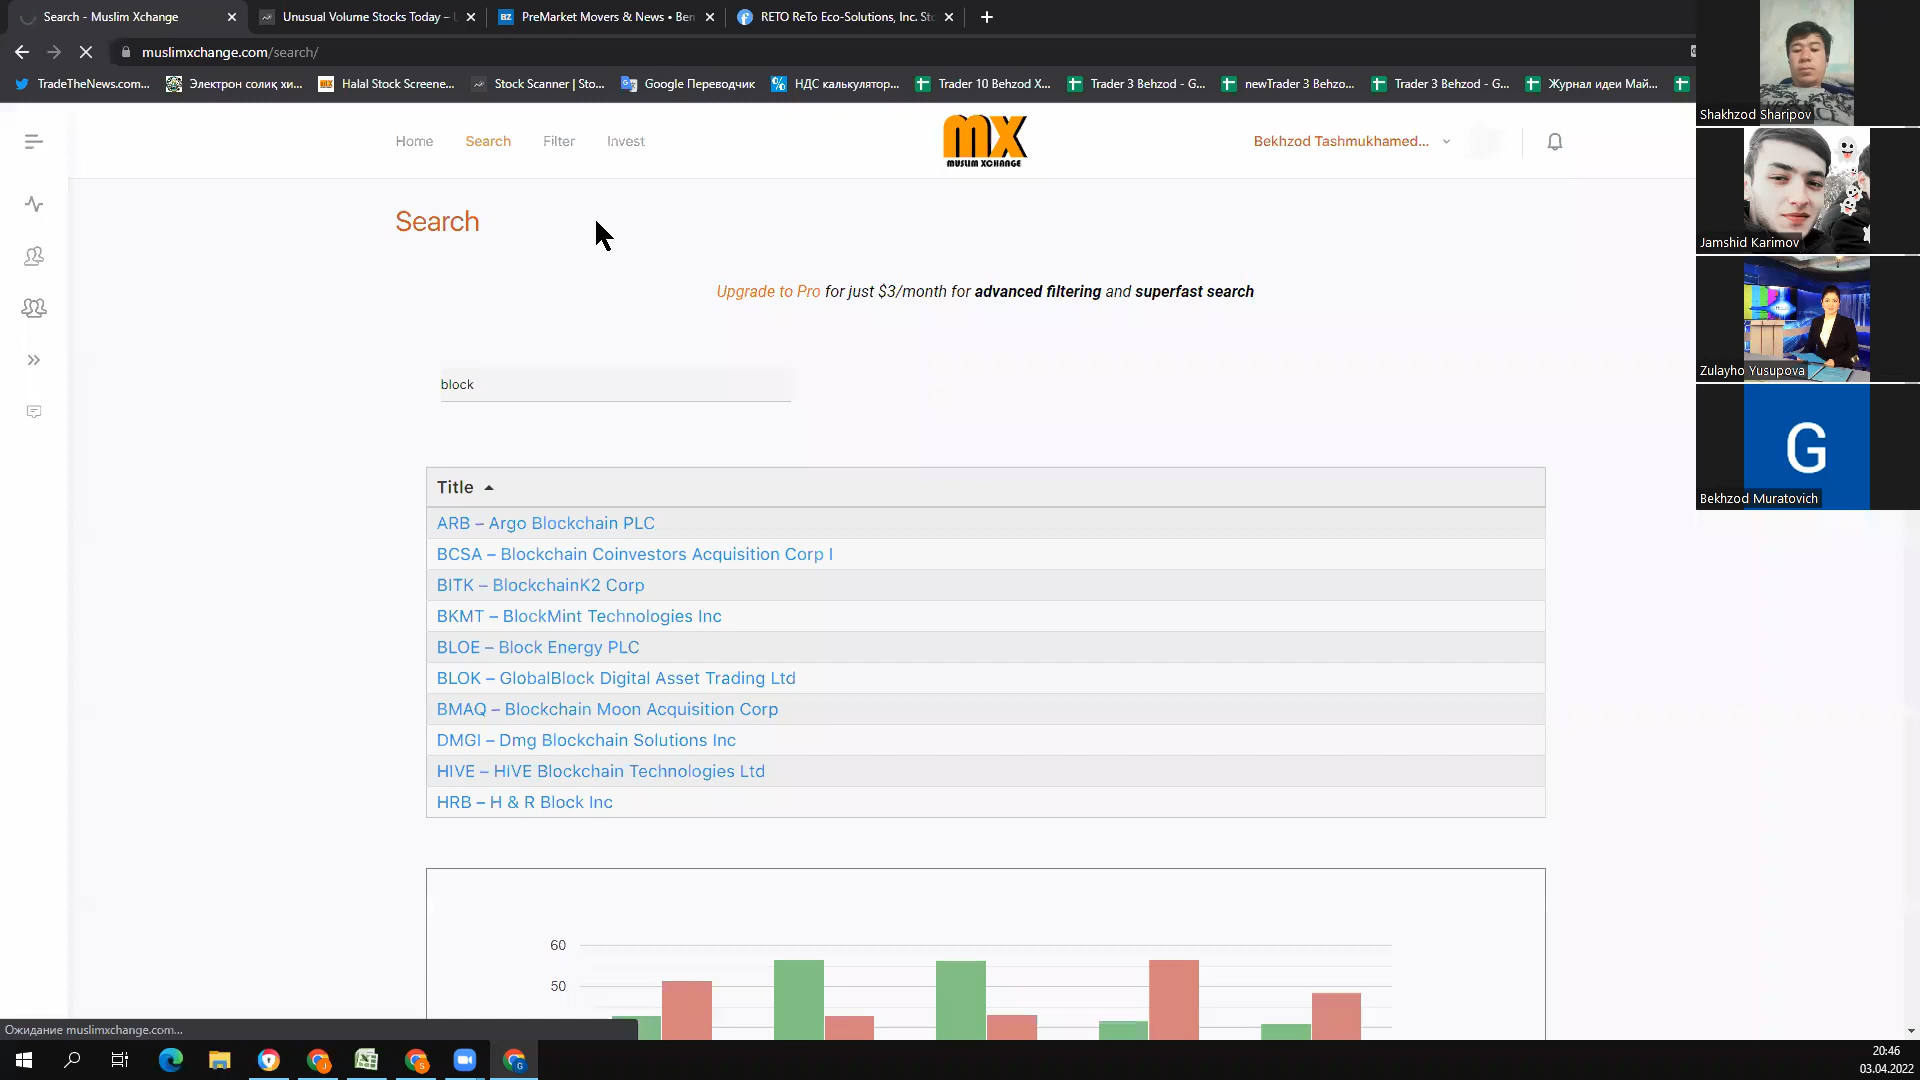 Search - Muslim Xchange
Unusual Volume Stocks Today –
PreMarket Movers & News • Ben
RETO ReTo Eco-Solutions, Inc. Sto
muslimxchange.com/search/
TradeTheNews.com...
Электрон солиқ хи...
Halal Stock Screene...
Stock Scanner | Sto...
Google Переводчик
НДС калькулятор...
Trader 10 Behzod X...
Trader 3 Behzod - G...
newTrader 3 Behzo...
Trader 3 Behzod - G...
Журнал идеи Май...
Home
Search
Filter
Invest
MX
MUSLIM XCHANGE
Bekhzod Tashmukhamed...
Search
Upgrade to Pro for just $3/month for advanced filtering and superfast search
block
Title
ARB – Argo Blockchain PLC
BCSA – Blockchain Coinvestors Acquisition Corp I
BITK – BlockchainK2 Corp
BKMT – BlockMint Technologies Inc
BLOE – Block Energy PLC
BLOK – GlobalBlock Digital Asset Trading Ltd
BMAQ – Blockchain Moon Acquisition Corp
DMGI – Dmg Blockchain Solutions Inc
HIVE – HIVE Blockchain Technologies Ltd
HRB – H & R Block Inc
60
50
Shakhzod Sharipov
Jamshid Karimov
Zulayho Yusupova
G
Bekhzod Muratovich
Ожидание muslimxchange.com...
20:46
03.04.2022